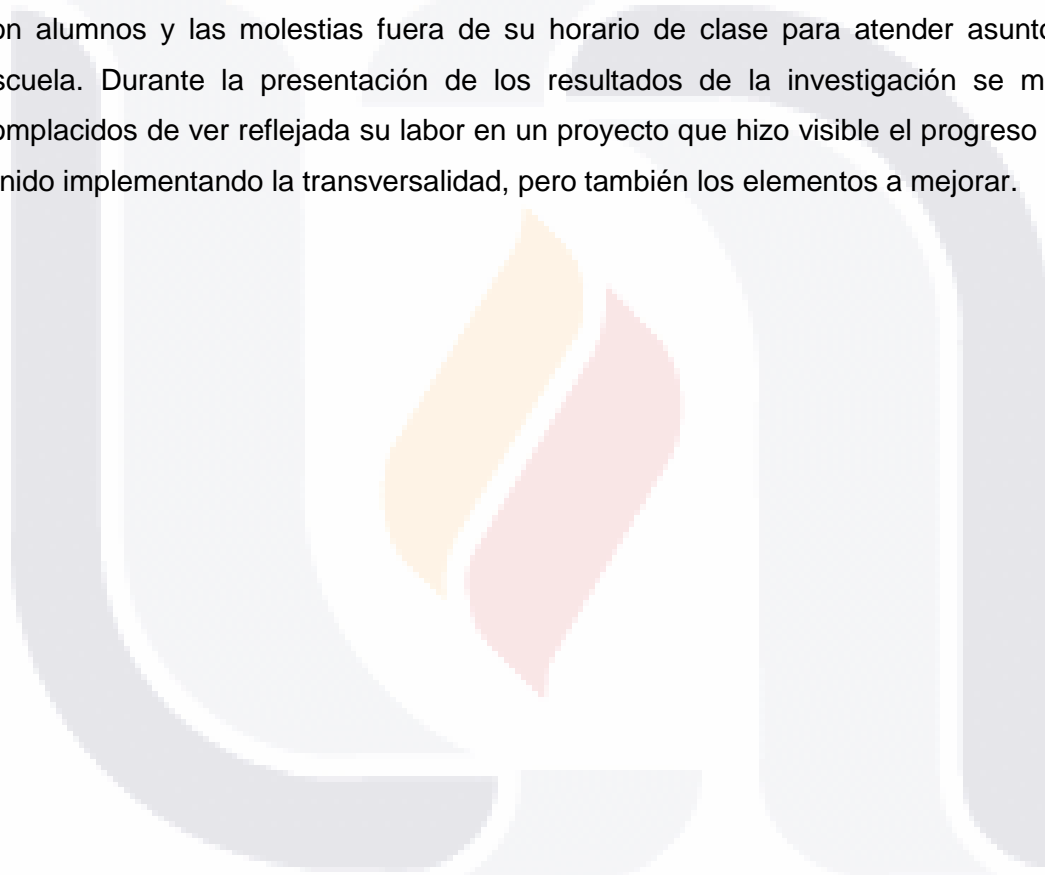 on alumnos y las molestias fuera de su horario de clase para atender asunto
scuela. Durante la presentación de los resultados de la investigación se m
omplacidos de ver reflejada su labor en un proyecto que hizo visible el progreso
nido implementando la transversalidad, pero también los elementos a mejorar.